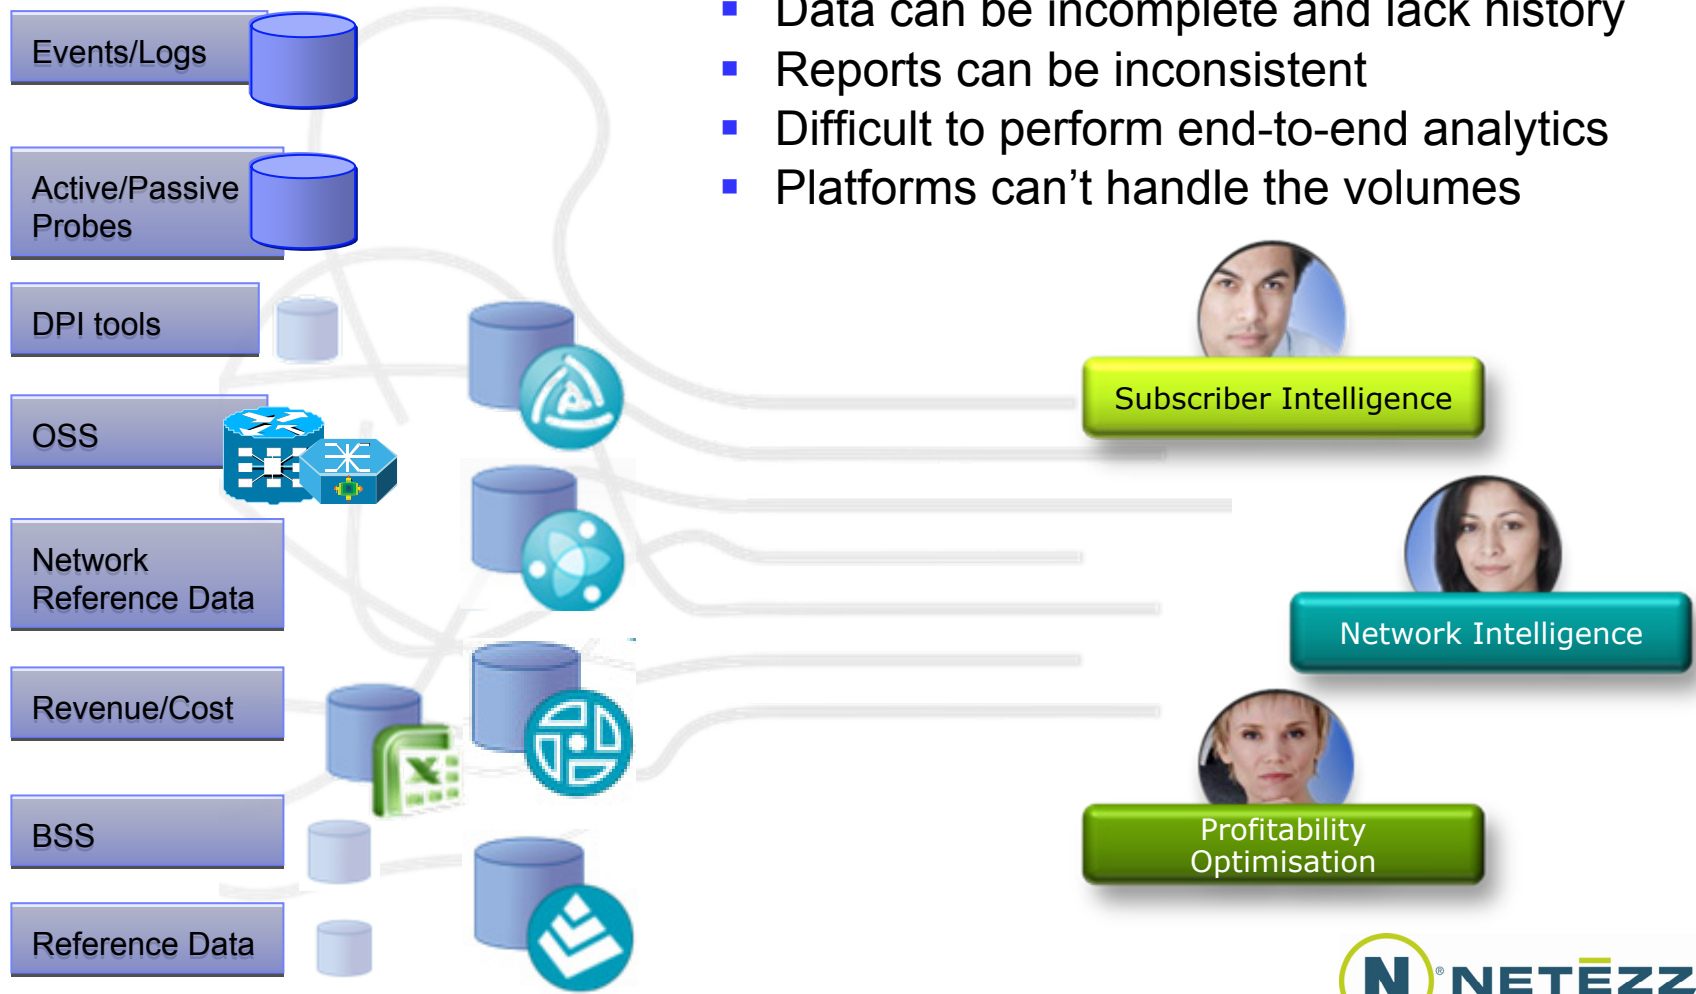 Data can be incomplete and lack history
Reports can be inconsistent
Difficult to perform end-to-end analytics
Platforms can’t handle the volumes
Events/Logs
Active/Passive
Probes
DPI tools
OSS
Network
Reference Data
Revenue/Cost
BSS
Reference Data
Subscriber Intelligence
Network Intelligence
Profitability
Optimisation
N® NETĒZZ